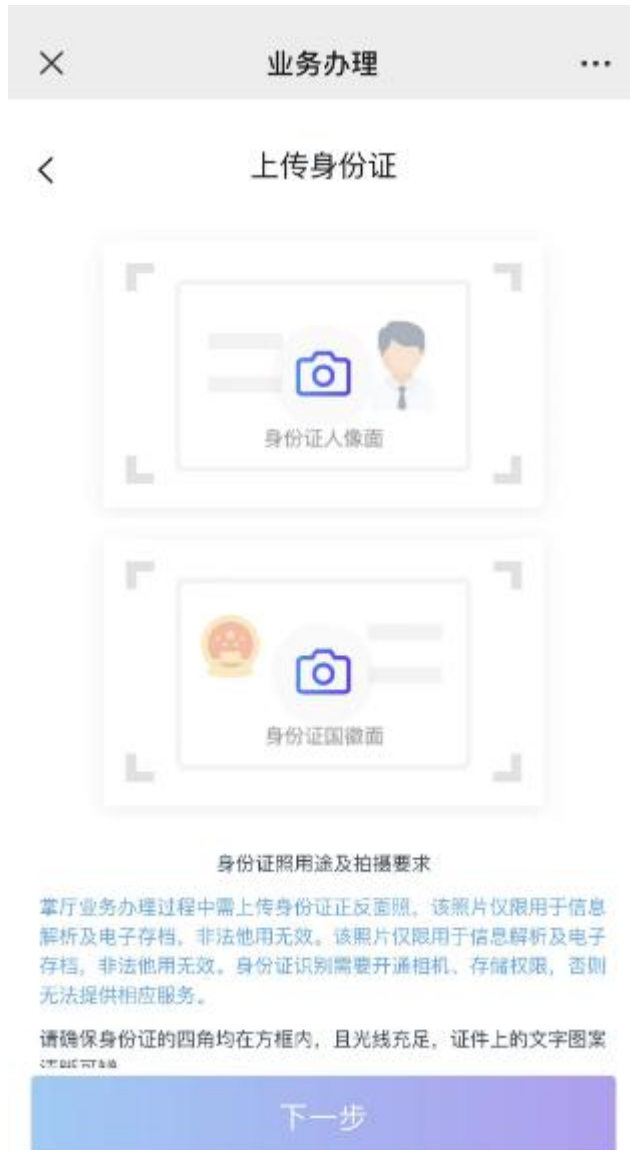 业务办理
上传身份证
身份证人像面
身份证国徽面
身份证照用途及拍摄要求
掌厅业务办理过程中需上传身份证正反面照，该照片仅限用于信息
解析及电子存档，非法他用无效。该照片仅限用于信息解析及电子
存档，非法他用无效。身份证识别需要开通相机、存储权限，否则
无法提供相应服务。
请确保身份证的四角均在方框内，且光线充足，证件上的文字图案
下一步